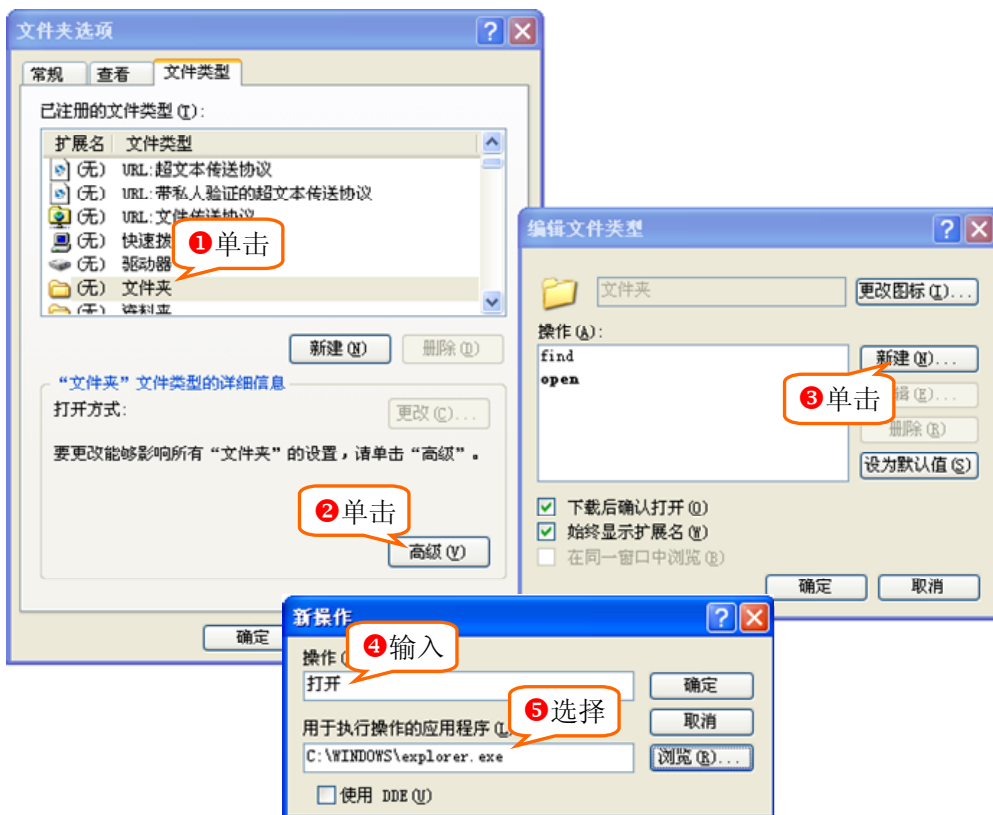 文件夹选项
常规 查看 文件类型
已注册的文件类型(T):
扩展名 文件类型
(无) URL:超文本传送协议
(无) URL:带私人验证的超文本传送协议
(无) URL:文件传送协议
(无) 快速拨
(无) 驱动器
(无) 文件夹
(无) 资料夹
❶单击
新建(N) 删除(D)
“文件夹”文件类型的详细信息
打开方式: 更改(C)...
要更改能够影响所有“文件夹”的设置，请单击“高级”。
❷单击
高级(V)
确定
编辑文件类型
文件夹 更改图标(I)...
操作(A):
find
open
新建(N)...
❸单击
辑(E)...
删除(R)
设为默认值(S)
下载后确认打开(O)
始终显示扩展名(W)
在同一窗口中浏览(B)
确定 取消
新操作
❹输入
操作(
打开 确定
❺选择
用于执行操作的应用程序(L) 取消
C:\WINDOWS\explorer.exe 浏览(R)...
使用 DDE(U)